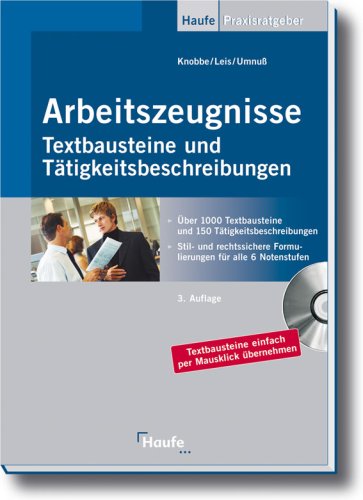 Haufe Praxisratgeber
Knobbe/Leis/Umnuß
Arbeitszeugnisse
Textbausteine und
Tätigkeitsbeschreibungen
Über 1000 Textbausteine
und 150 Tätigkeitsbeschreibungen
Stil- und rechtssichere Formu-
lierungen für alle 6 Notenstufen
3. Auflage
Textbausteine einfach
per Mausklick übernehmen
Haufe
...